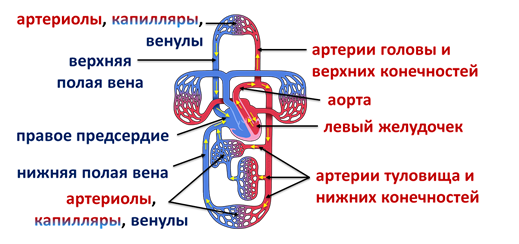 артериолы, капилляры,
венулы
верхняя
полая вена
правое предсердие
нижняя полая вена
артериолы,
капилляры, венулы
артерии головы и
верхних конечностей
аорта
левый желудочек
артерии туловища и
нижних конечностей